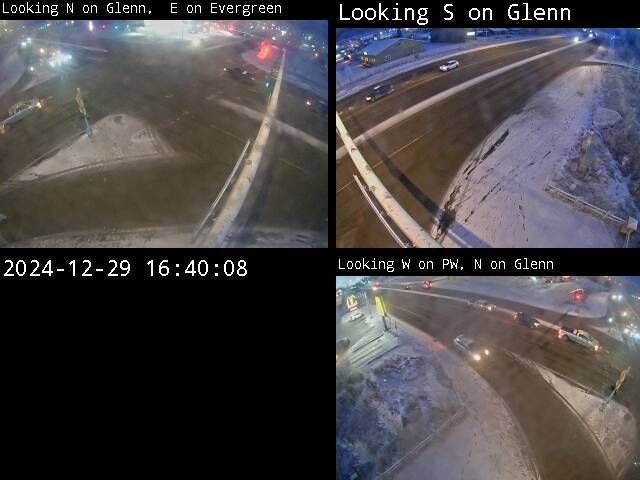 Looking N on Glenn,  E on Evergreen
Looking S on Glenn
2024-12-29 16:40:08
Looking W on PW, N on Glenn